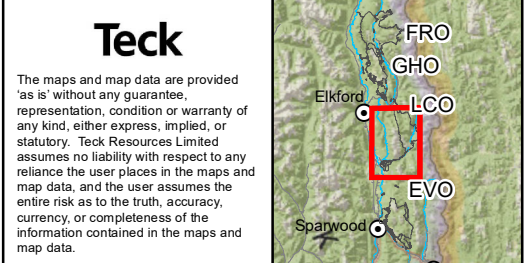 Teck
The maps and map data are provided
'as is' without any guarantee,
representation, condition or warranty of
any kind, either express, implied, or
statutory. Teck Resources Limited
assumes no liability with respect to any
reliance the user places in the maps and
map data, and the user assumes the
entire risk as to the truth, accuracy,
currency, or completeness of the
information contained in the maps and
map data.
FRO
GHO
Elkford
LCO
EVO
Sparwood